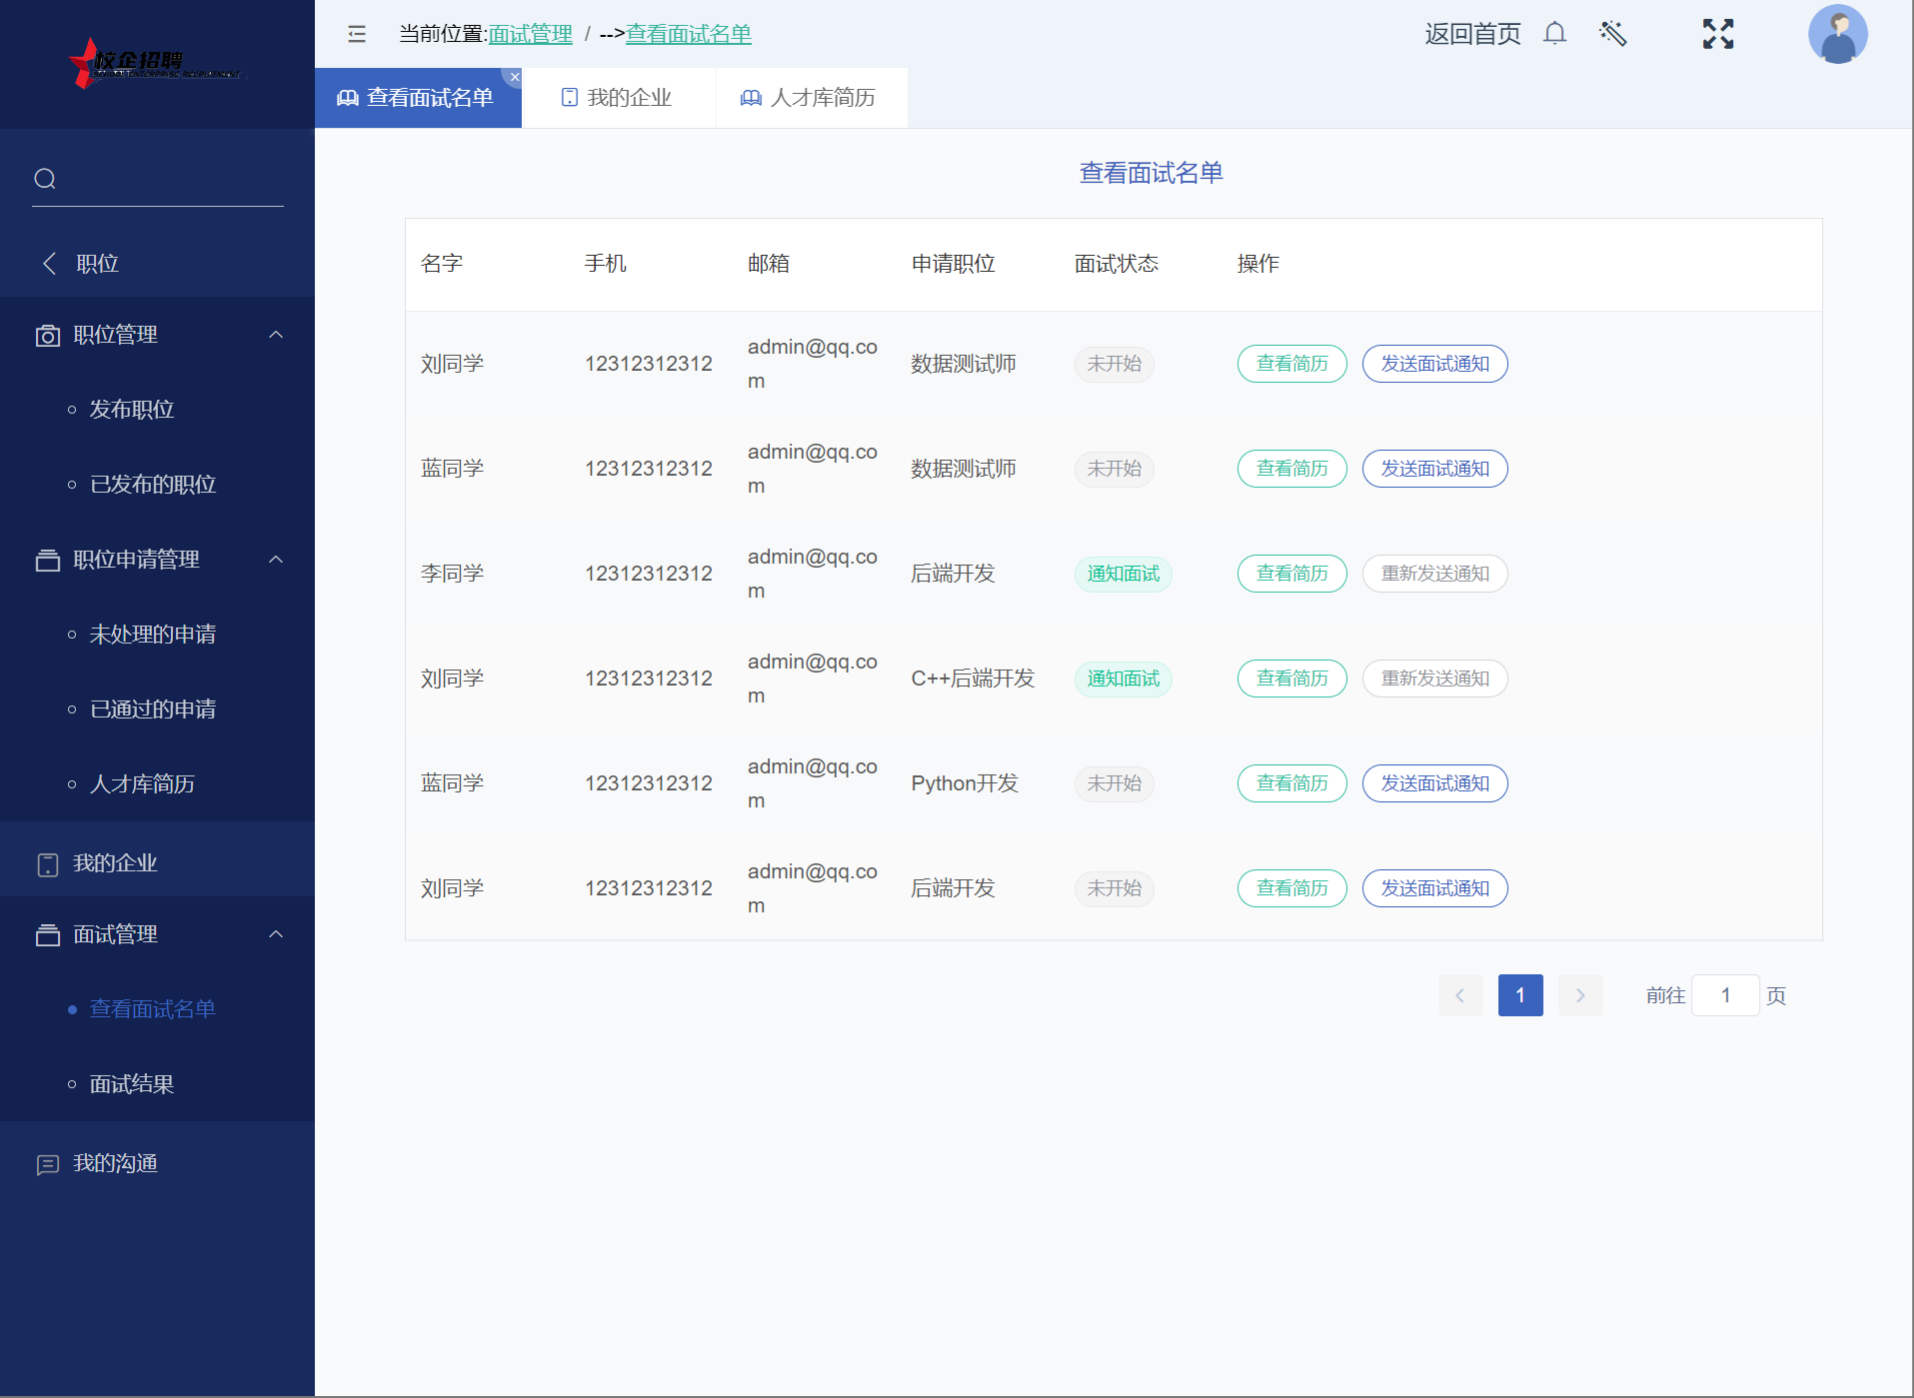 校企招聘
当前位置:面试管理 / -->查看面试名单
返回首页
查看面试名单
我的企业
人才库简历
职位
职位管理
发布职位
已发布的职位
职位申请管理
未处理的申请
已通过的申请
人才库简历
我的企业
面试管理
查看面试名单
面试结果
我的沟通
查看面试名单
名字 手机 邮箱 申请职位 面试状态 操作
刘同学 12312312312 admin@qq.co
m 数据测试师 未开始 查看简历 发送面试通知
蓝同学 12312312312 admin@qq.co
m 数据测试师 未开始 查看简历 发送面试通知
李同学 12312312312 admin@qq.co
m 后端开发 通知面试 查看简历 重新发送通知
刘同学 12312312312 admin@qq.co
m C++后端开发 通知面试 查看简历 重新发送通知
蓝同学 12312312312 admin@qq.co
m Python开发 未开始 查看简历 发送面试通知
刘同学 12312312312 admin@qq.co
m 后端开发 未开始 查看简历 发送面试通知
1 前往 1 页